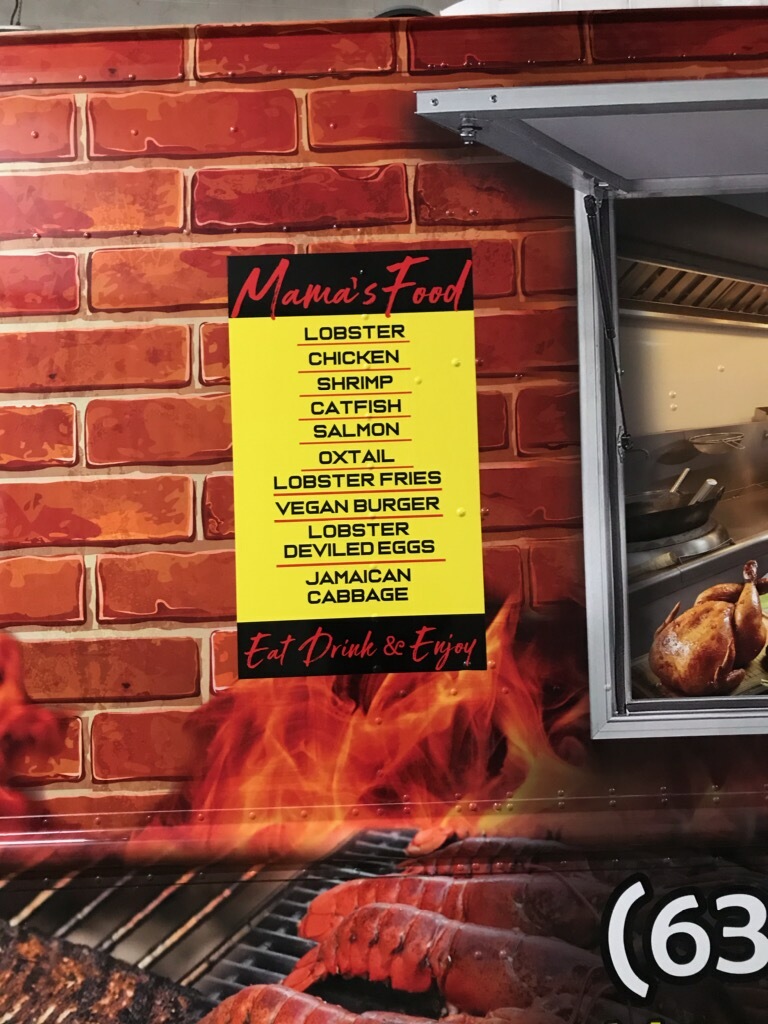 Mama's Food
LOBSTER
CHICKEN
SHRIMP
CATFISH
SALMON
OXTAIL
LOBSTER FRIES
VEGAN BURGER
LOBSTER
DEVILED EGGS
JAMAICAN
CABBAGE
Eat Drink & Enjoy
(63